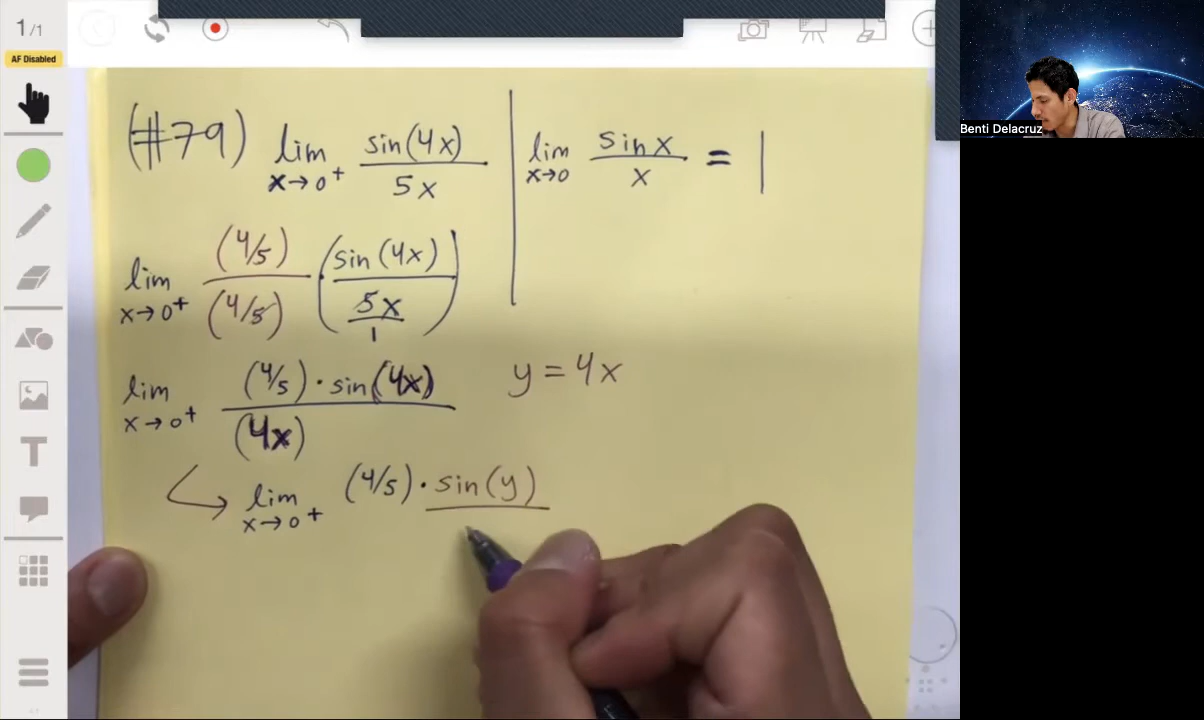 1/1
AF Disabled
T
Benti Delacruz
(#79) lim x→0⁺ sin(4x)/5x
lim x→0 sin x/x = 1
lim x→0⁺ (4/5)/(4/5) (sin(4x)/(5x/1))
lim x→0⁺ (4/5)·sin(4x)/(4x)
y = 4x
lim x→0⁺ (4/5)·sin(y)